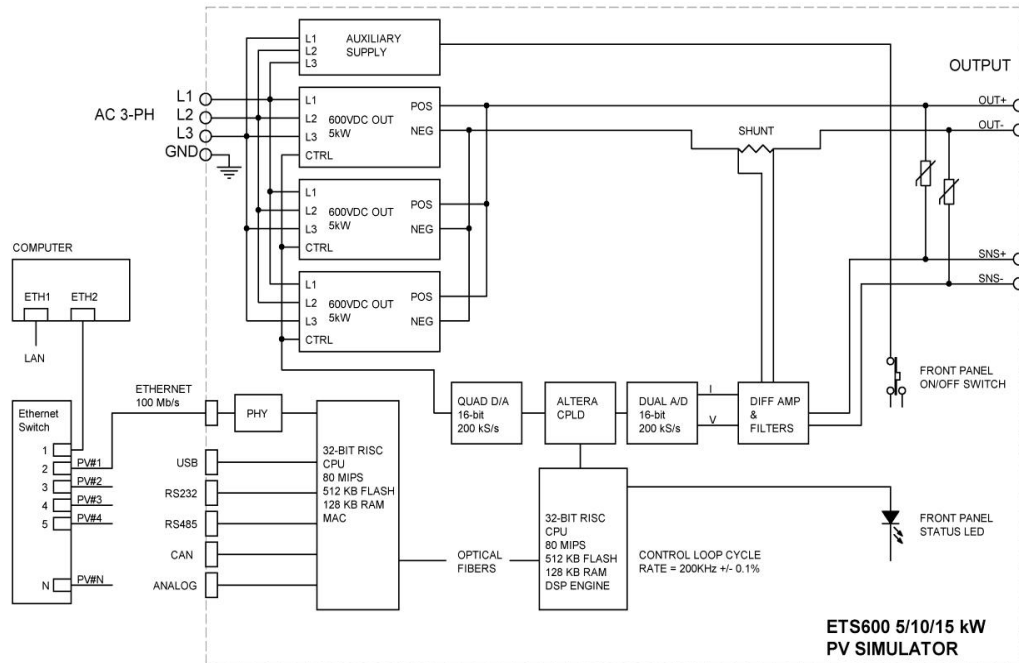 L1
L2
L3
AUXILIARY
SUPPLY
OUTPUT
AC 3-PH
L1
L2
L3
GND
L1
L2
L3
CTRL
600VDC OUT
5kW
POS
NEG
SHUNT
OUT+
OUT-
L1
L2
L3
CTRL
600VDC OUT
5kW
POS
NEG
L1
L2
L3
CTRL
600VDC OUT
5kW
POS
NEG
SNS+
SNS-
COMPUTER
ETH1
ETH2
LAN
FRONT PANEL
ON/OFF SWITCH
ETHERNET
100 Mb/s
PHY
QUAD D/A
16-bit
200 kS/s
ALTERA
CPLD
DUAL A/D
16-bit
200 kS/s
I
V
DIFF AMP
&
FILTERS
Ethernet
Switch
1
2
3
4
5
N
PV#1
PV#2
PV#3
PV#4
PV#N
USB
RS232
RS485
CAN
ANALOG
32-BIT RISC
CPU
80 MIPS
512 KB FLASH
128 KB RAM
MAC
OPTICAL
FIBERS
32-BIT RISC
CPU
80 MIPS
512 KB FLASH
128 KB RAM
DSP ENGINE
CONTROL LOOP CYCLE
RATE = 200KHz +/- 0.1%
FRONT PANEL
STATUS LED
ETS600 5/10/15 kW
PV SIMULATOR